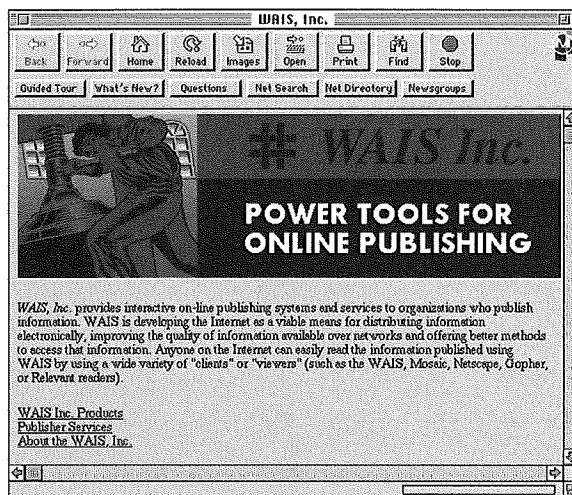 WAIS, Inc.
Back Forward Home Reload Images Open Print Find Stop
Guided Tour What's New? Questions Net Search Net Directory Newsgroups
# WAIS Inc.
POWER TOOLS FOR
ONLINE PUBLISHING
WAIS, Inc. provides interactive on-line publishing systems and services to organizations who publish
information. WAIS is developing the Internet as a viable means for distributing information
electronically, improving the quality of information available over networks and offering better methods
to access that information. Anyone on the Internet can easily read the information published using
WAIS by using a wide variety of "clients" or "viewers" (such as the WAIS, Mosaic, Netscape, Gopher,
or Relevant readers).
WAIS Inc. Products
Publisher Services
About the WAIS, Inc.